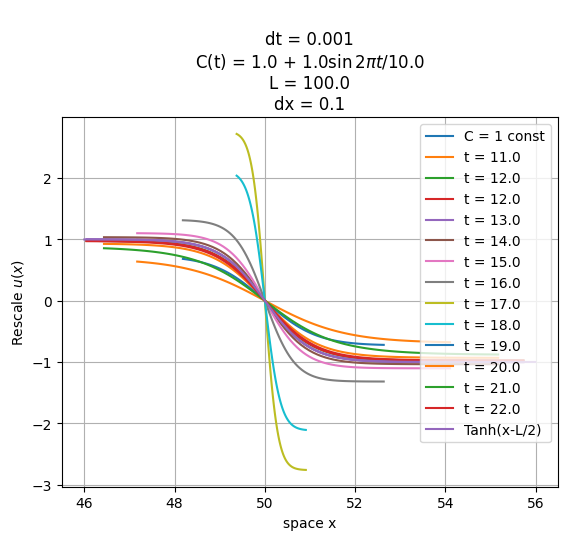 dt = 0.001
C(t) = 1.0 + 1.0sin 2πt/10.0
L = 100.0
dx = 0.1
C = 1 const
t = 11.0
t = 12.0
t = 12.0
t = 13.0
t = 14.0
t = 15.0
t = 16.0
t = 17.0
t = 18.0
t = 19.0
t = 20.0
t = 21.0
t = 22.0
Tanh(x-L/2)
2
1
0
−1
−2
−3
Rescale u(x)
46 48 50 52 54 56
space x